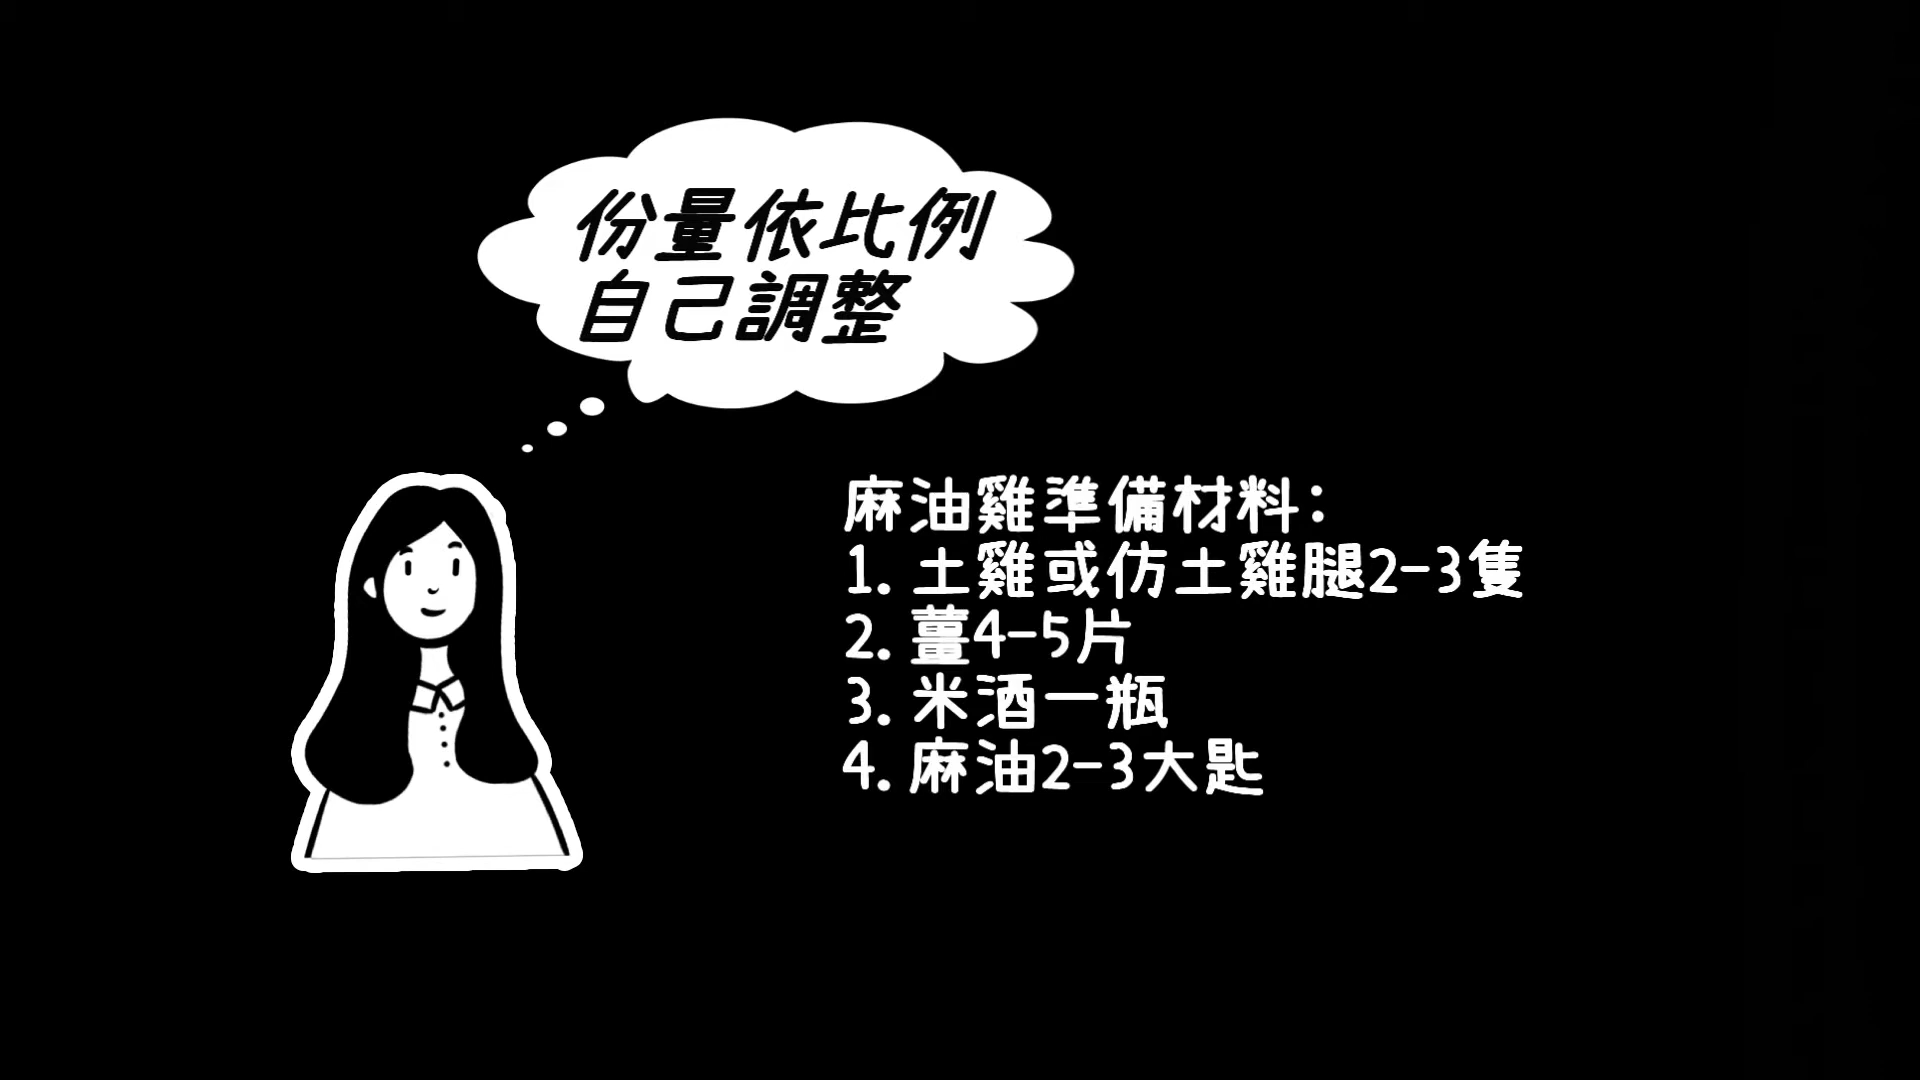 份量依比例
自己調整
麻油雞準備材料:
1. 土雞或仿土雞腿2-3隻
2. 薑4-5片
3. 米酒一瓶
4. 麻油2-3大匙